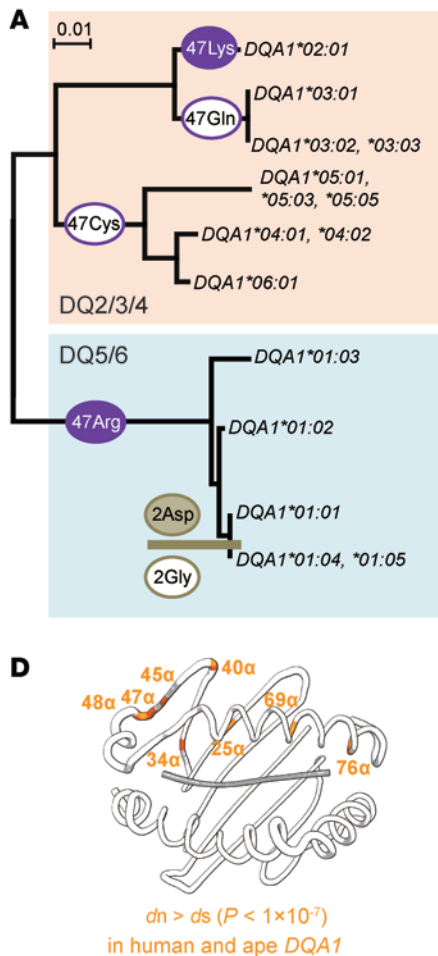 A
0.01
47Lys
DQA1*02:01
DQA1*03:01
47Gln
DQA1*03:02, *03:03
DQA1*05:01,
*05:03, *05:05
47Cys
DQA1*04:01, *04:02
DQA1*06:01
DQ2/3/4
DQ5/6
DQA1*01:03
47Arg
DQA1*01:02
2Asp
DQA1*01:01
2Gly
DQA1*01:04, *01:05
D
45α 40α
48α 47α 69α
34α 25α 76α
dn > ds (P < 1×10⁻⁷)
in human and ape DQA1